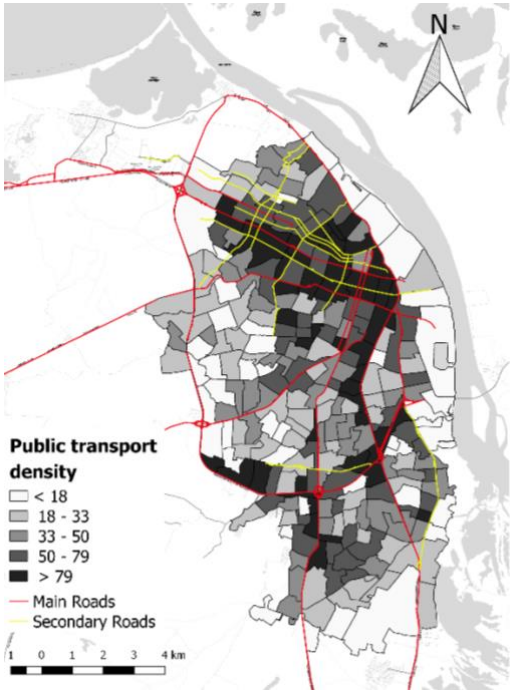 N
Public transport
density
< 18
18 - 33
33 - 50
50 - 79
> 79
Main Roads
Secondary Roads
1 0 1 2 3 4 km